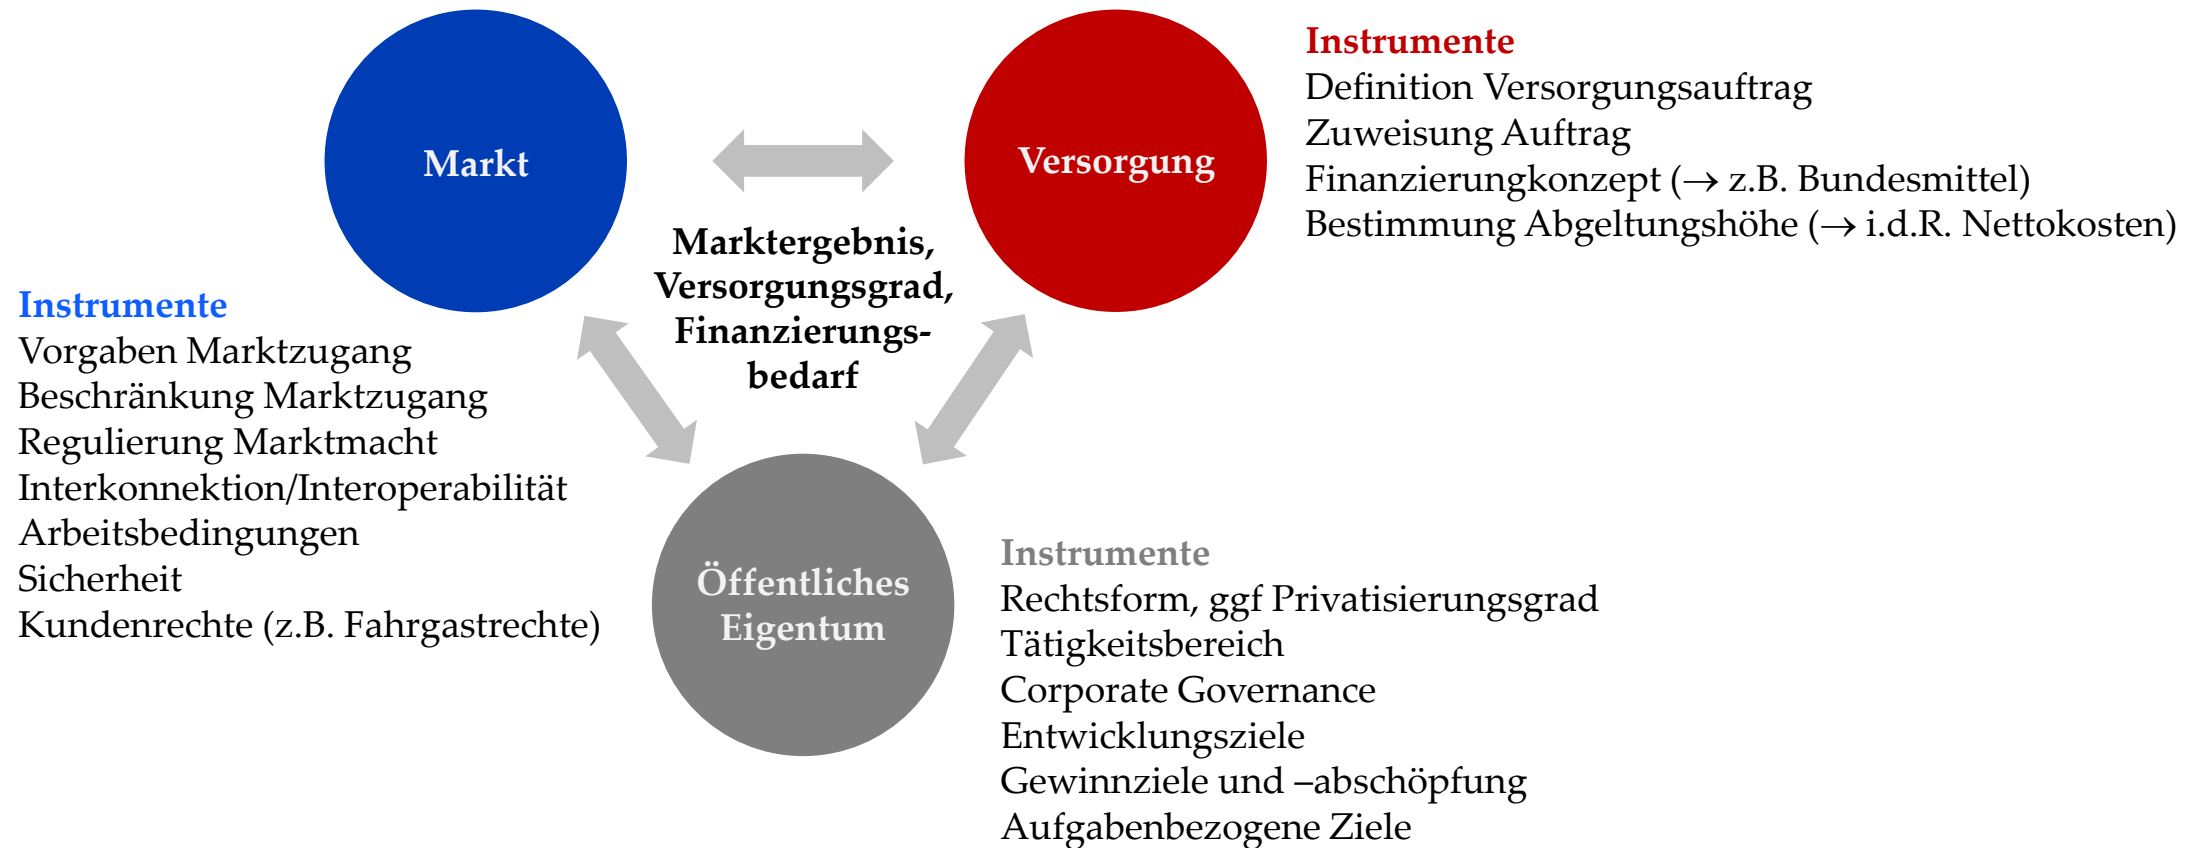 Markt
Versorgung
Instrumente
Definition Versorgungsauftrag
Zuweisung Auftrag
Finanzierungkonzept (→ z.B. Bundesmittel)
Bestimmung Abgeltungshöhe (→ i.d.R. Nettokosten)
Marktergebnis,
Versorgungsgrad,
Finanzierungs-
bedarf
Instrumente
Vorgaben Marktzugang
Beschränkung Marktzugang
Regulierung Marktmacht
Interkonnektion/Interoperabilität
Arbeitsbedingungen
Sicherheit
Kundenrechte (z.B. Fahrgastrechte)
Öffentliches
Eigentum
Instrumente
Rechtsform, ggf Privatisierungsgrad
Tätigkeitsbereich
Corporate Governance
Entwicklungsziele
Gewinnziele und –abschöpfung
Aufgabenbezogene Ziele